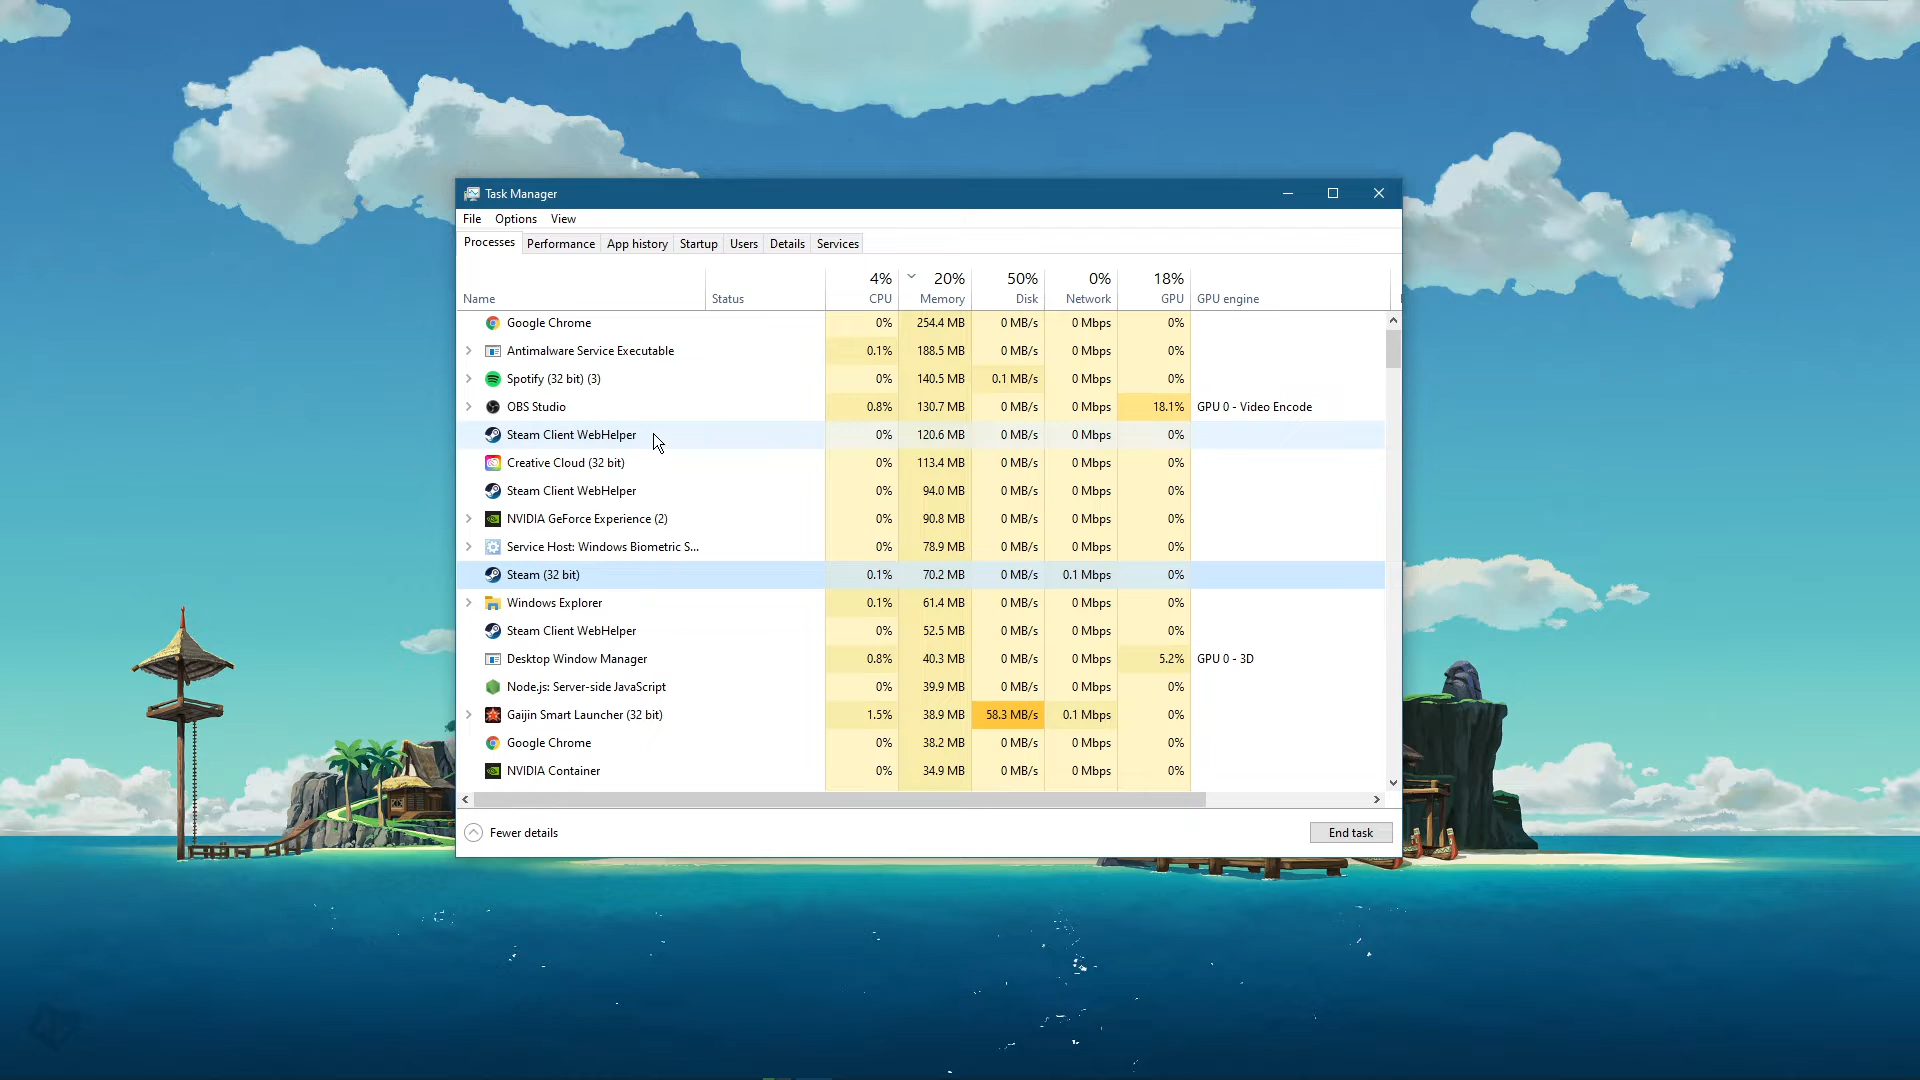 Task Manager
File Options View
Processes Performance App history Startup Users Details Services
4% 20% 50% 0% 18%
Name Status CPU Memory Disk Network GPU GPU engine
Google Chrome 0% 254.4 MB 0 MB/s 0 Mbps 0%
Antimalware Service Executable 0.1% 188.5 MB 0 MB/s 0 Mbps 0%
Spotify (32 bit) (3) 0% 140.5 MB 0.1 MB/s 0 Mbps 0%
OBS Studio 0.8% 130.7 MB 0 MB/s 0 Mbps 18.1% GPU 0 - Video Encode
Steam Client WebHelper 0% 120.6 MB 0 MB/s 0 Mbps 0%
Creative Cloud (32 bit) 0% 113.4 MB 0 MB/s 0 Mbps 0%
Steam Client WebHelper 0% 94.0 MB 0 MB/s 0 Mbps 0%
NVIDIA GeForce Experience (2) 0% 90.8 MB 0 MB/s 0 Mbps 0%
Service Host: Windows Biometric S... 0% 78.9 MB 0 MB/s 0 Mbps 0%
Steam (32 bit) 0.1% 70.2 MB 0 MB/s 0.1 Mbps 0%
Windows Explorer 0.1% 61.4 MB 0 MB/s 0 Mbps 0%
Steam Client WebHelper 0% 52.5 MB 0 MB/s 0 Mbps 0%
Desktop Window Manager 0.8% 40.3 MB 0 MB/s 0 Mbps 5.2% GPU 0 - 3D
Node.js: Server-side JavaScript 0% 39.9 MB 0 MB/s 0 Mbps 0%
Gaijin Smart Launcher (32 bit) 1.5% 38.9 MB 58.3 MB/s 0.1 Mbps 0%
Google Chrome 0% 38.2 MB 0 MB/s 0 Mbps 0%
NVIDIA Container 0% 34.9 MB 0 MB/s 0 Mbps 0%
Fewer details End task